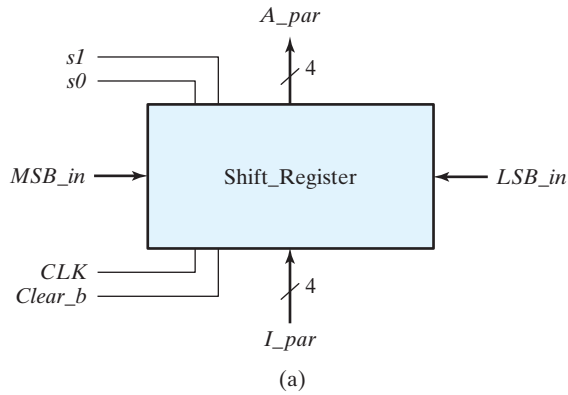 A_par
4
s1
s0
MSB_in
Shift_Register
LSB_in
CLK
Clear_b
4
I_par
(a)